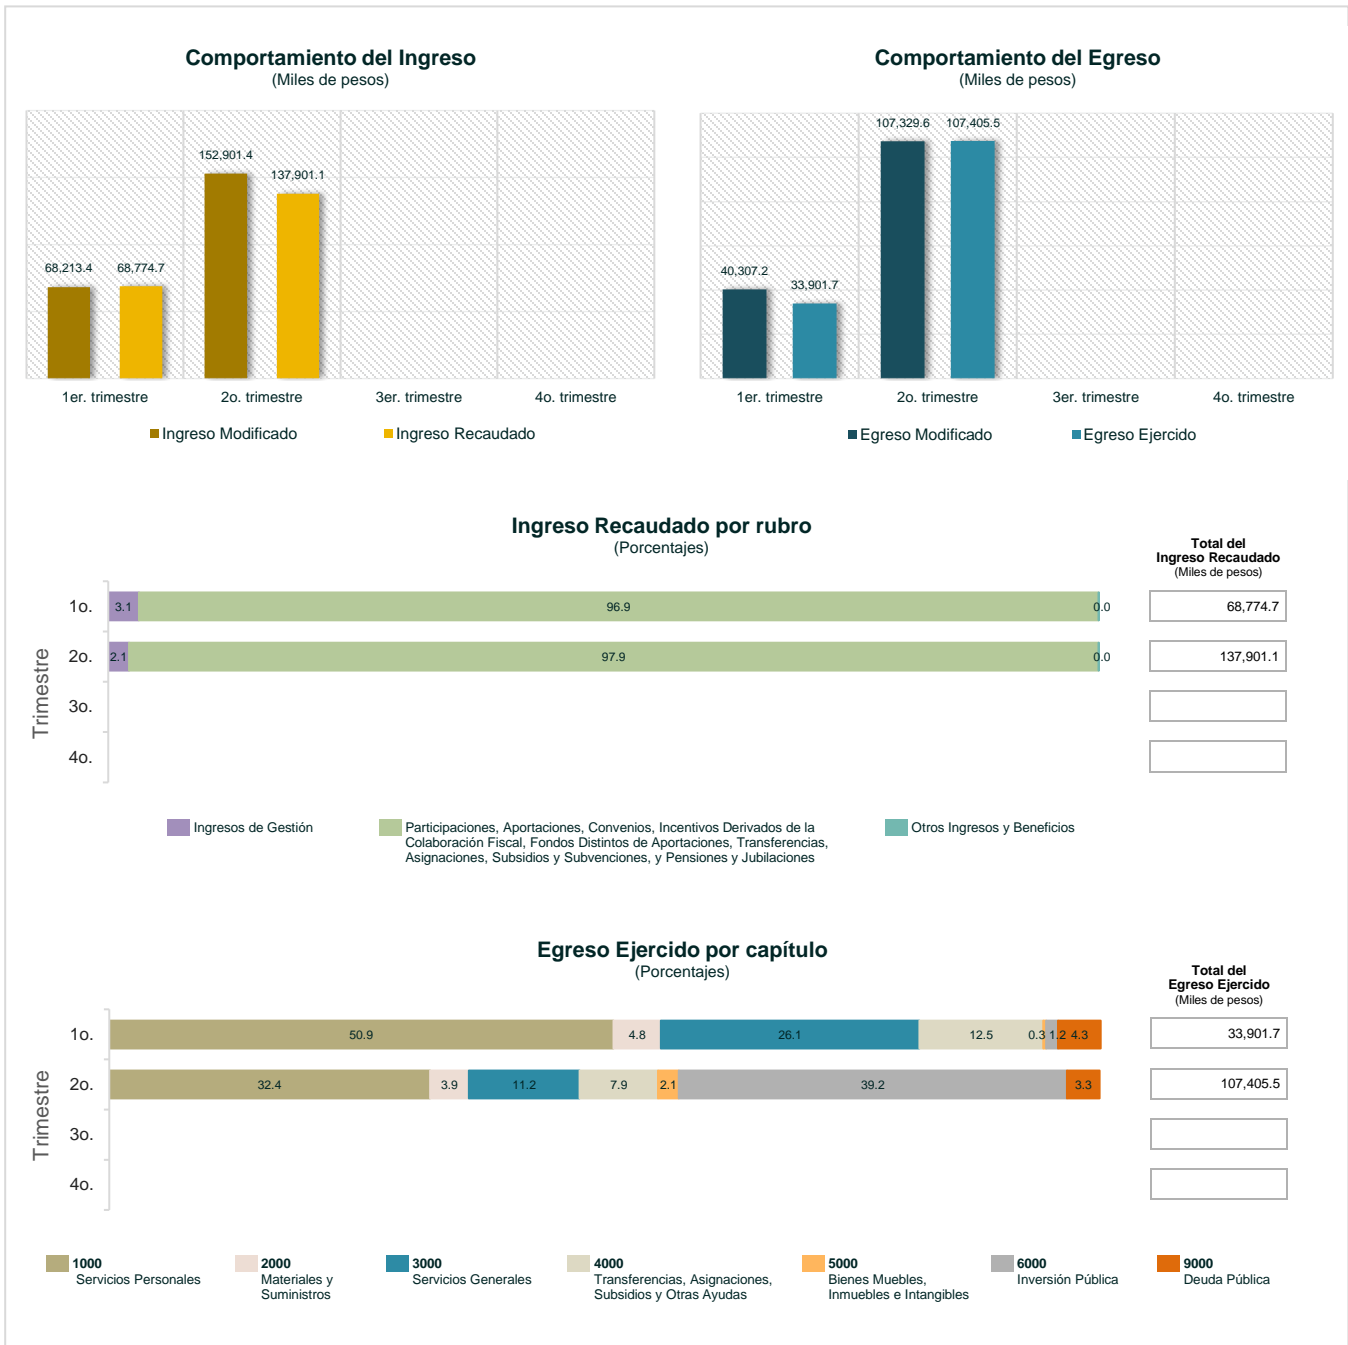 Comportamiento del Ingreso
(Miles de pesos)
68,213.4
68,774.7
152,901.4
137,901.1
1er. trimestre
2o. trimestre
3er. trimestre
4o. trimestre
Ingreso Modificado
Ingreso Recaudado
Comportamiento del Egreso
(Miles de pesos)
40,307.2
33,901.7
107,329.6
107,405.5
1er. trimestre
2o. trimestre
3er. trimestre
4o. trimestre
Egreso Modificado
Egreso Ejercido
Ingreso Recaudado por rubro
(Porcentajes)
Total del
Ingreso Recaudado
(Miles de pesos)
Trimestre
1o.
3.1
96.9
0.0
68,774.7
2o.
2.1
97.9
0.0
137,901.1
3o.
4o.
Ingresos de Gestión
Participaciones, Aportaciones, Convenios, Incentivos Derivados de la
Colaboración Fiscal, Fondos Distintos de Aportaciones, Transferencias,
Asignaciones, Subsidios y Subvenciones, y Pensiones y Jubilaciones
Otros Ingresos y Beneficios
Egreso Ejercido por capítulo
(Porcentajes)
Total del
Egreso Ejercido
(Miles de pesos)
Trimestre
1o.
50.9
4.8
26.1
12.5
0.3
1.2
4.3
33,901.7
2o.
32.4
3.9
11.2
7.9
2.1
39.2
3.3
107,405.5
3o.
4o.
1000
Servicios Personales
2000
Materiales y
Suministros
3000
Servicios Generales
4000
Transferencias, Asignaciones,
Subsidios y Otras Ayudas
5000
Bienes Muebles,
Inmuebles e Intangibles
6000
Inversión Pública
9000
Deuda Pública